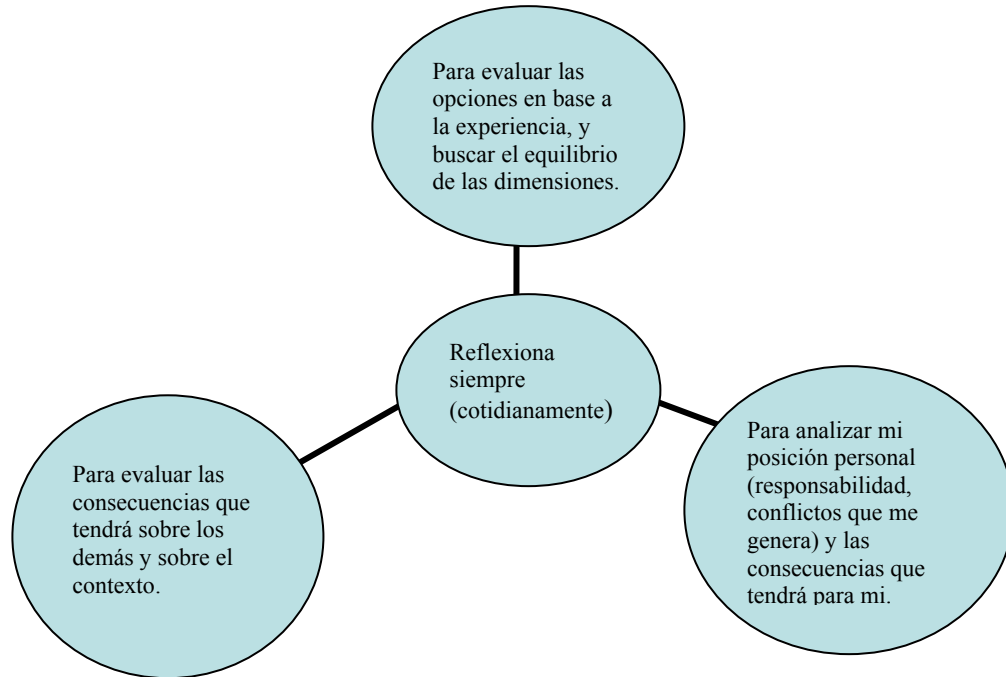 Para evaluar las
opciones en base a
la experiencia, y
buscar el equilibrio
de las dimensiones.
Reflexiona
siempre
(cotidianamente)
Para evaluar las
consecuencias que
tendrá sobre los
demás y sobre el
contexto.
Para analizar mi
posición personal
(responsabilidad,
conflictos que me
genera) y las
consecuencias que
tendrá para mi.